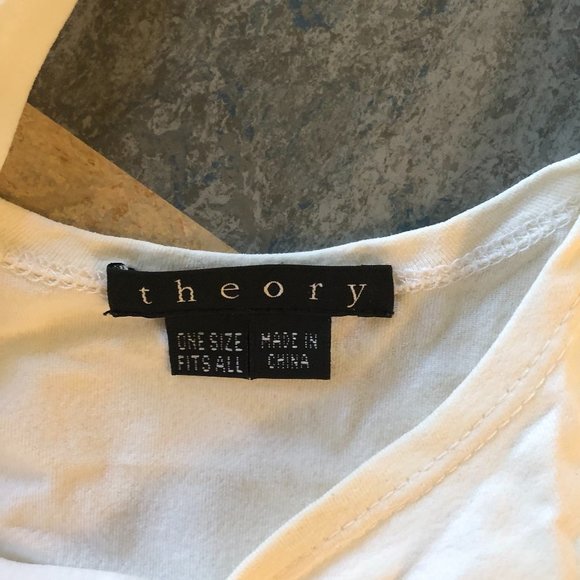 theory
ONE SIZE
FITS ALL
MADE IN
CHINA